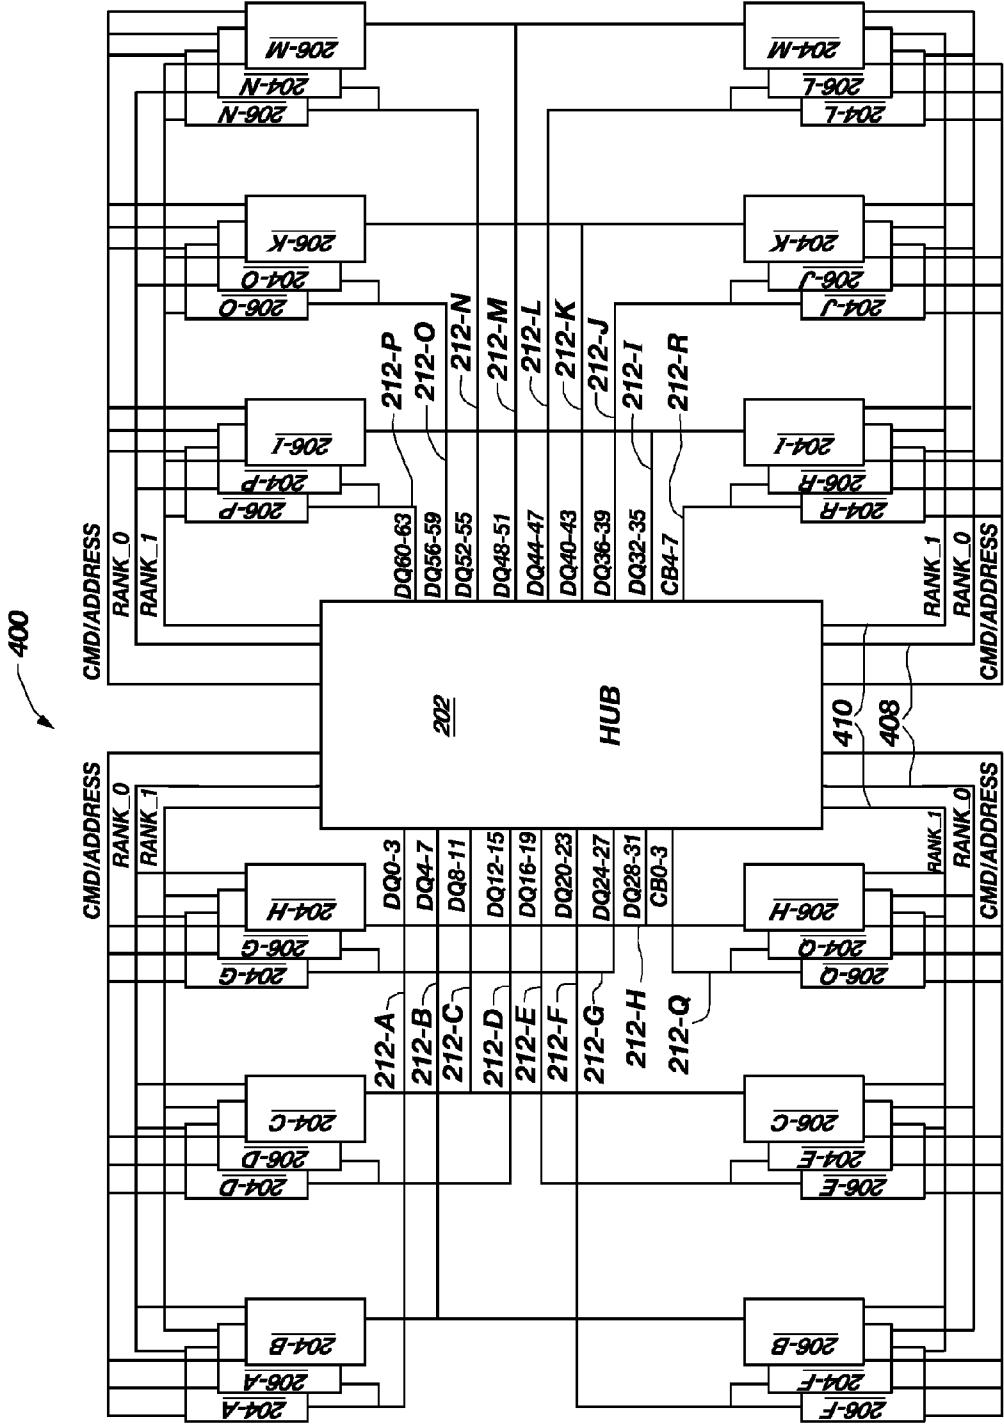 400
206-M
204-N
206-N
204-M
206-L
204-L
206-K
204-O
206-O
204-K
206-J
204-J
212-P
212-O
212-N
212-M
212-L
212-K
212-J
212-I
212-R
206-I
204-P
206-P
204-I
206-R
204-R
CMD/ADDRESS
RANK_0
RANK_1
DQ60-63
DQ56-59
DQ52-55
DQ48-51
DQ44-47
DQ40-43
DQ36-39
DQ32-35
CB4-7
RANK_1
RANK_0
CMD/ADDRESS
202
HUB
410
408
CMD/ADDRESS
RANK_0
RANK_1
DQ0-3
DQ4-7
DQ8-11
DQ12-15
DQ16-19
DQ20-23
DQ24-27
DQ28-31
CB0-3
RANK_1
RANK_0
CMD/ADDRESS
204-H
206-G
204-G
206-H
204-Q
206-Q
212-A
212-B
212-C
212-D
212-E
212-F
212-G
212-H
212-Q
204-C
206-D
204-D
206-C
204-E
206-E
204-B
206-A
204-A
206-B
204-F
206-F